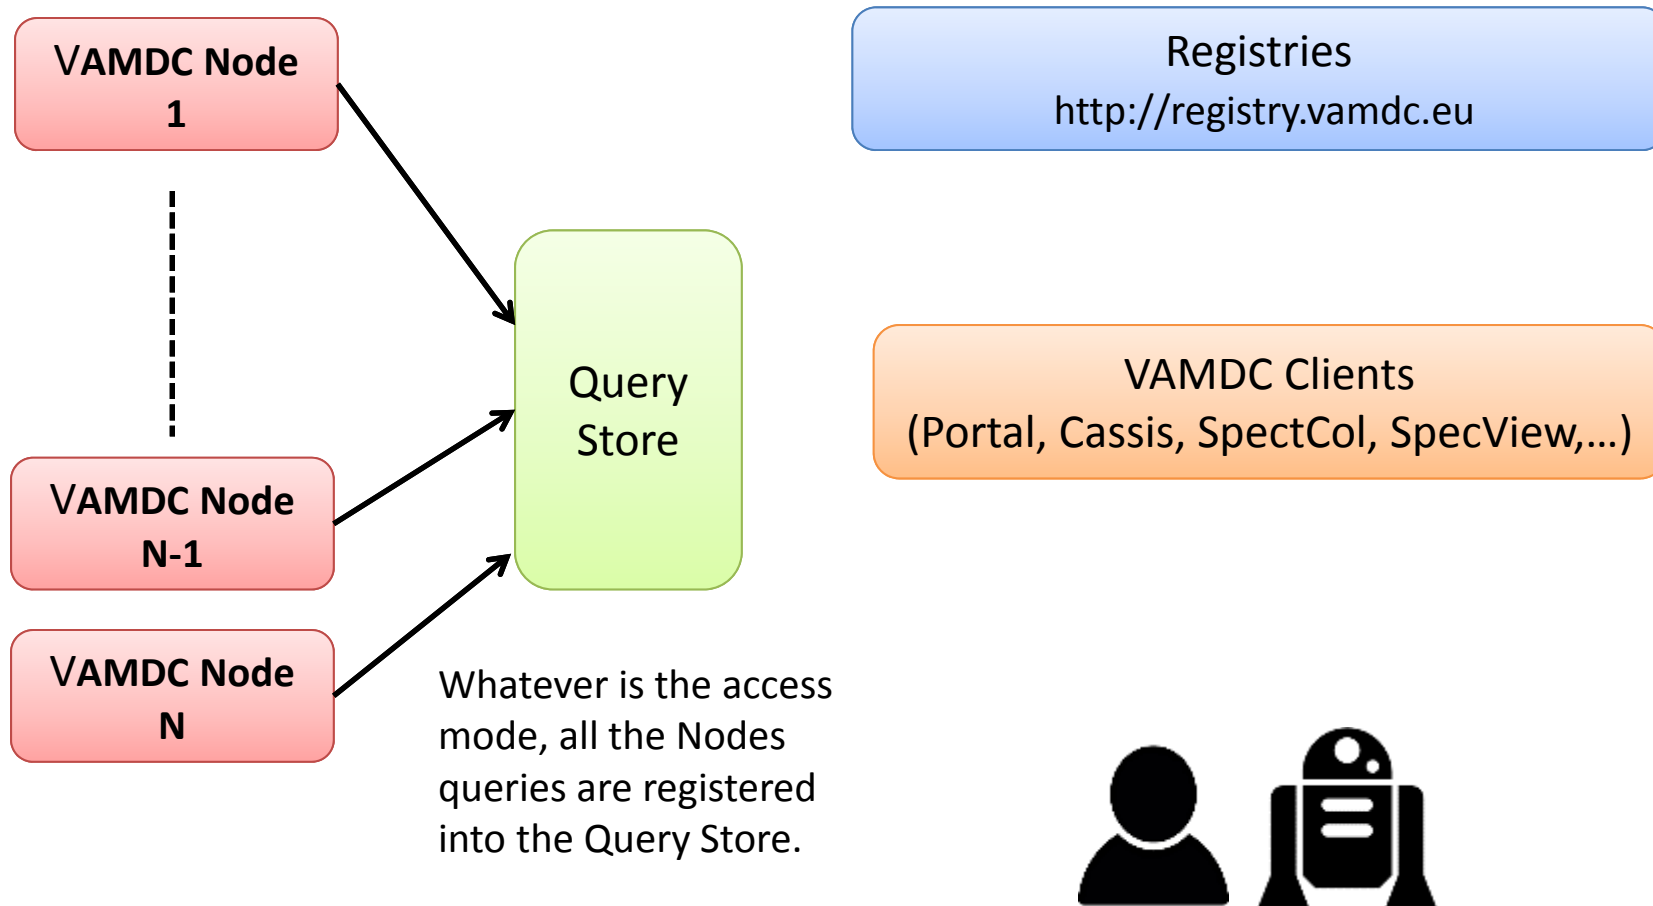 VAMDC Node
1
Registries
http://registry.vamdc.eu
Query
Store
VAMDC Clients
(Portal, Cassis, SpectCol, SpecView,...)
VAMDC Node
N-1
VAMDC Node
N
Whatever is the access
mode, all the Nodes
queries are registered
into the Query Store.